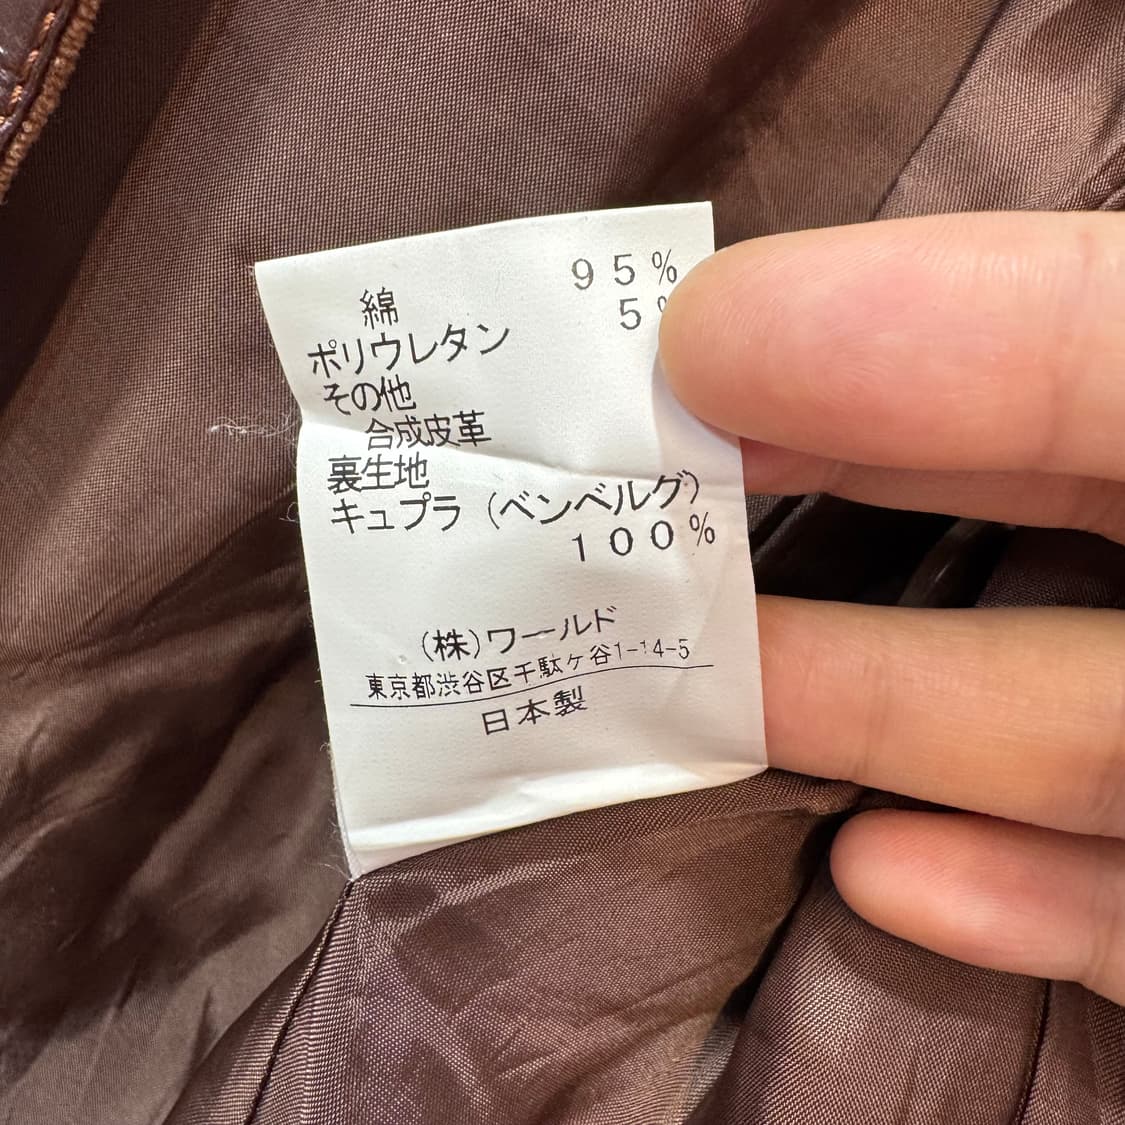 綿 95%
ポリウレタン 5%
その他
合成皮革
裏生地
キュプラ (ベンベルグ)
100%
(株)ワールド
東京都渋谷区千駄ケ谷1-14-5
日本製